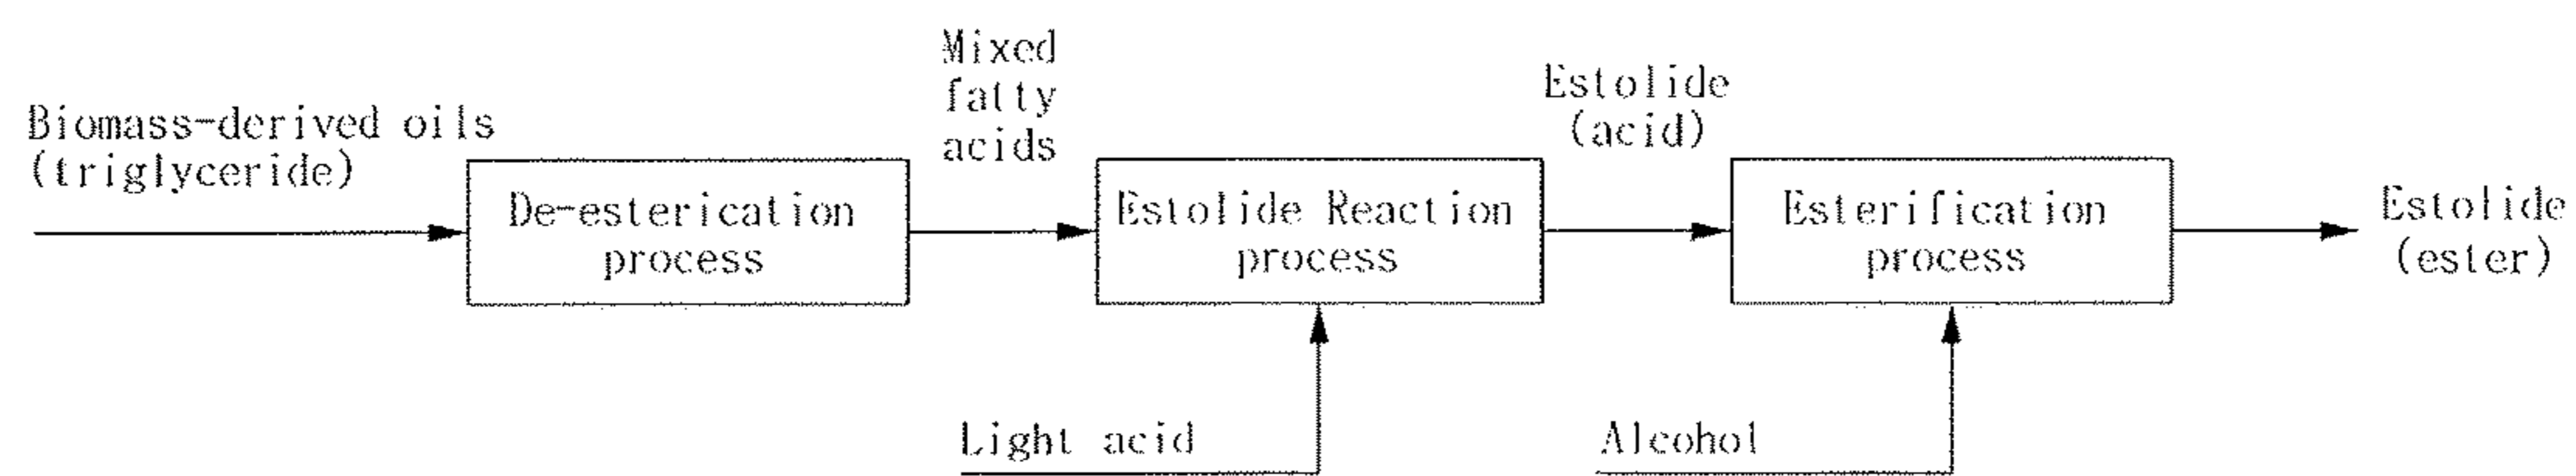 Biomass-derived oils
(triglyceride)
De-esterication
process
Mixed
fatty
acids
Estolide Reaction
process
Light acid
Estolide
(acid)
Esterification
process
Alcohol
Estolide
(ester)